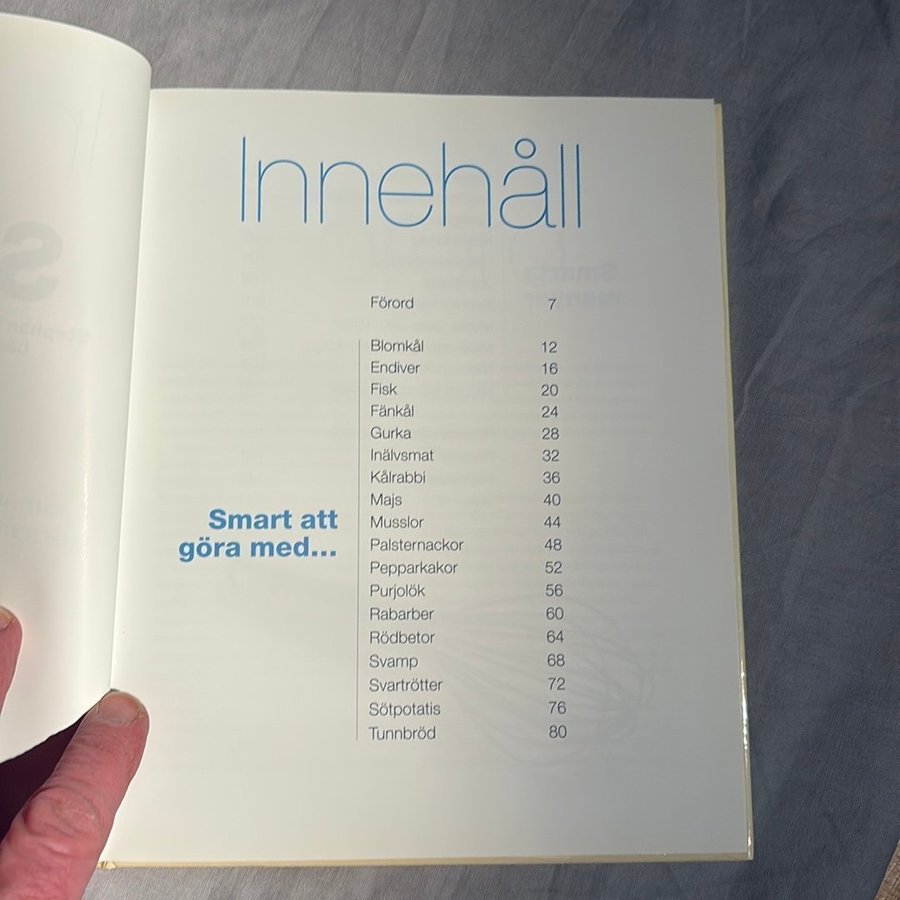 Innehåll
Förord 7
Smart att
göra med...
Blomkål 12
Endiver 16
Fisk 20
Fänkål 24
Gurka 28
Inälvsmat 32
Kålrabbi 36
Majs 40
Musslor 44
Palsternackor 48
Pepparkakor 52
Purjolök 56
Rabarber 60
Rödbetor 64
Svamp 68
Svartrötter 72
Sötpotatis 76
Tunnbröd 80